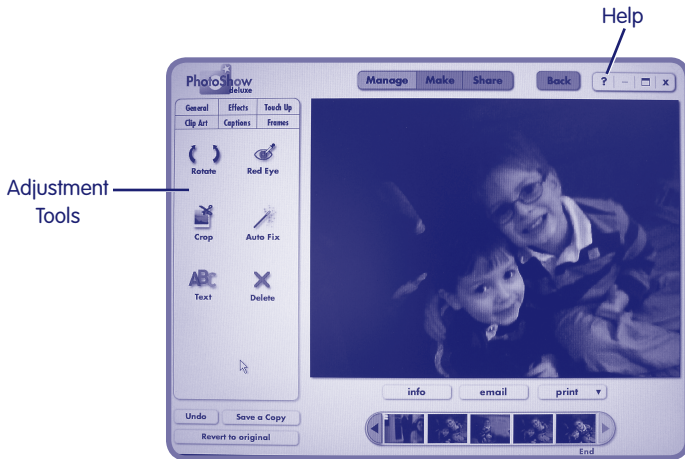 Help
PhotoShow
deluxe
Manage Make Share Back ? – x
General Effects Touch Up
Clip Art Captions Frames
Rotate Red Eye
Adjustment
Tools
Crop Auto Fix
ABC
Text Delete
info email print
Undo Save a Copy
Revert to original
End